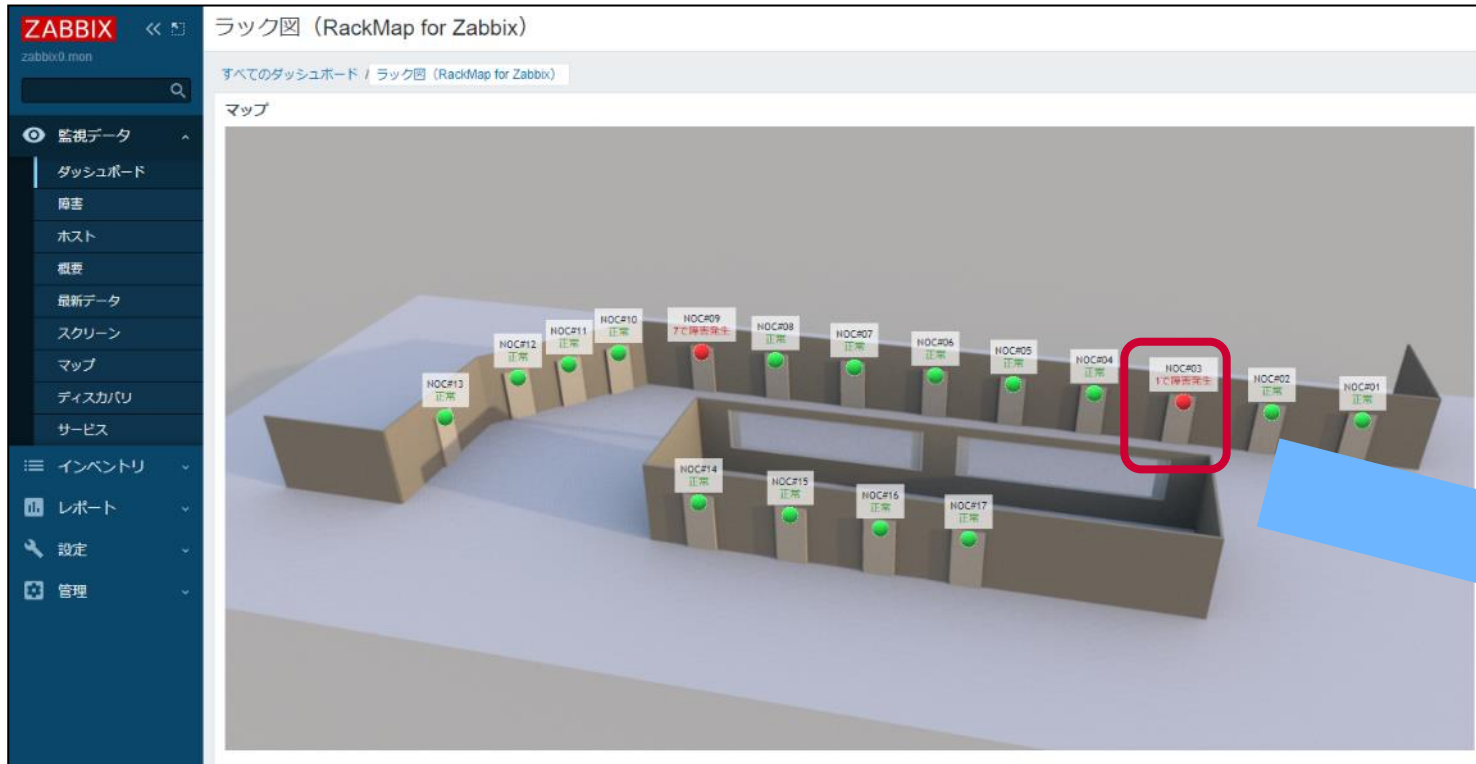 ZABBIX
zabbix0.mon
監視データ
ダッシュボード
障害
ホスト
概要
最新データ
スクリーン
マップ
ディスカバリ
サービス
インベントリ
レポート
設定
管理
ラック図（RackMap for Zabbix）
すべてのダッシュボード / ラック図（RackMap for Zabbix）
マップ
NOC#13
正常
NOC#12
正常
NOC#11
正常
NOC#10
正常
NOC#09
7で障害発生
NOC#08
正常
NOC#07
正常
NOC#06
正常
NOC#05
正常
NOC#04
正常
NOC#03
1で障害発生
NOC#02
正常
NOC#01
正常
NOC#14
正常
NOC#15
正常
NOC#16
正常
NOC#17
正常